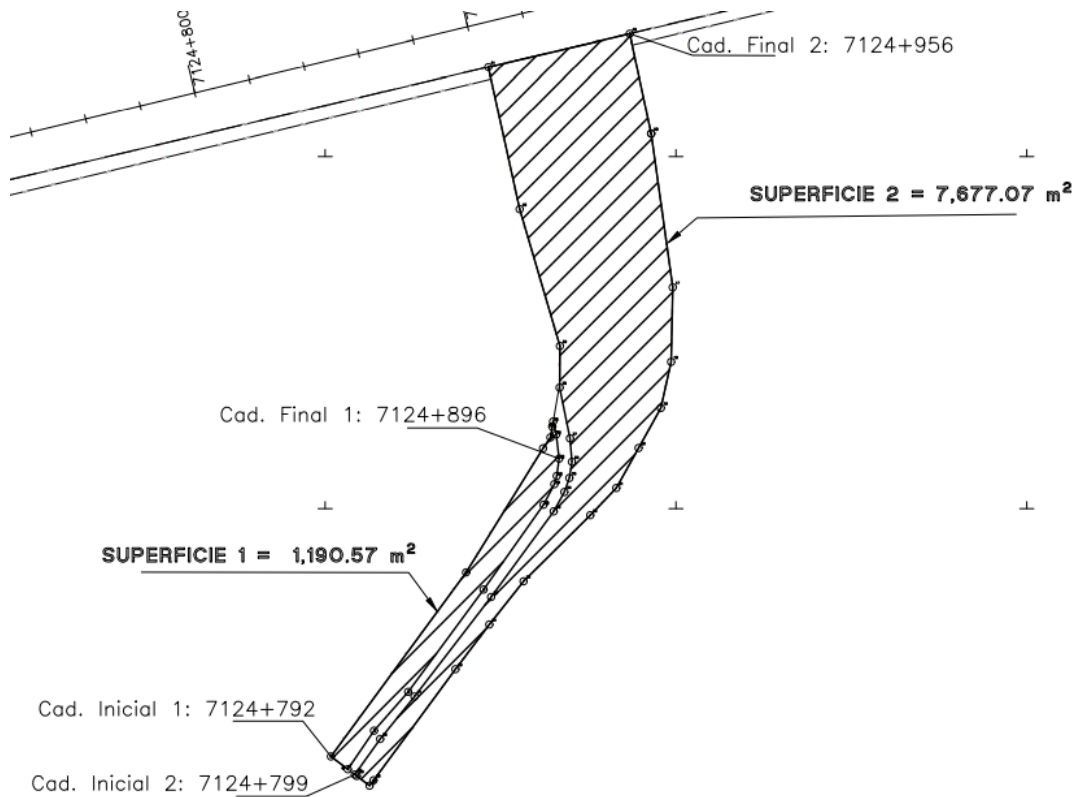 7124+800
7
Cad. Final 2: 7124+956
SUPERFICIE 2 = 7,677.07 m²
Cad. Final 1: 7124+896
SUPERFICIE 1 = 1,190.57 m²
Cad. Inicial 1: 7124+792
Cad. Inicial 2: 7124+799